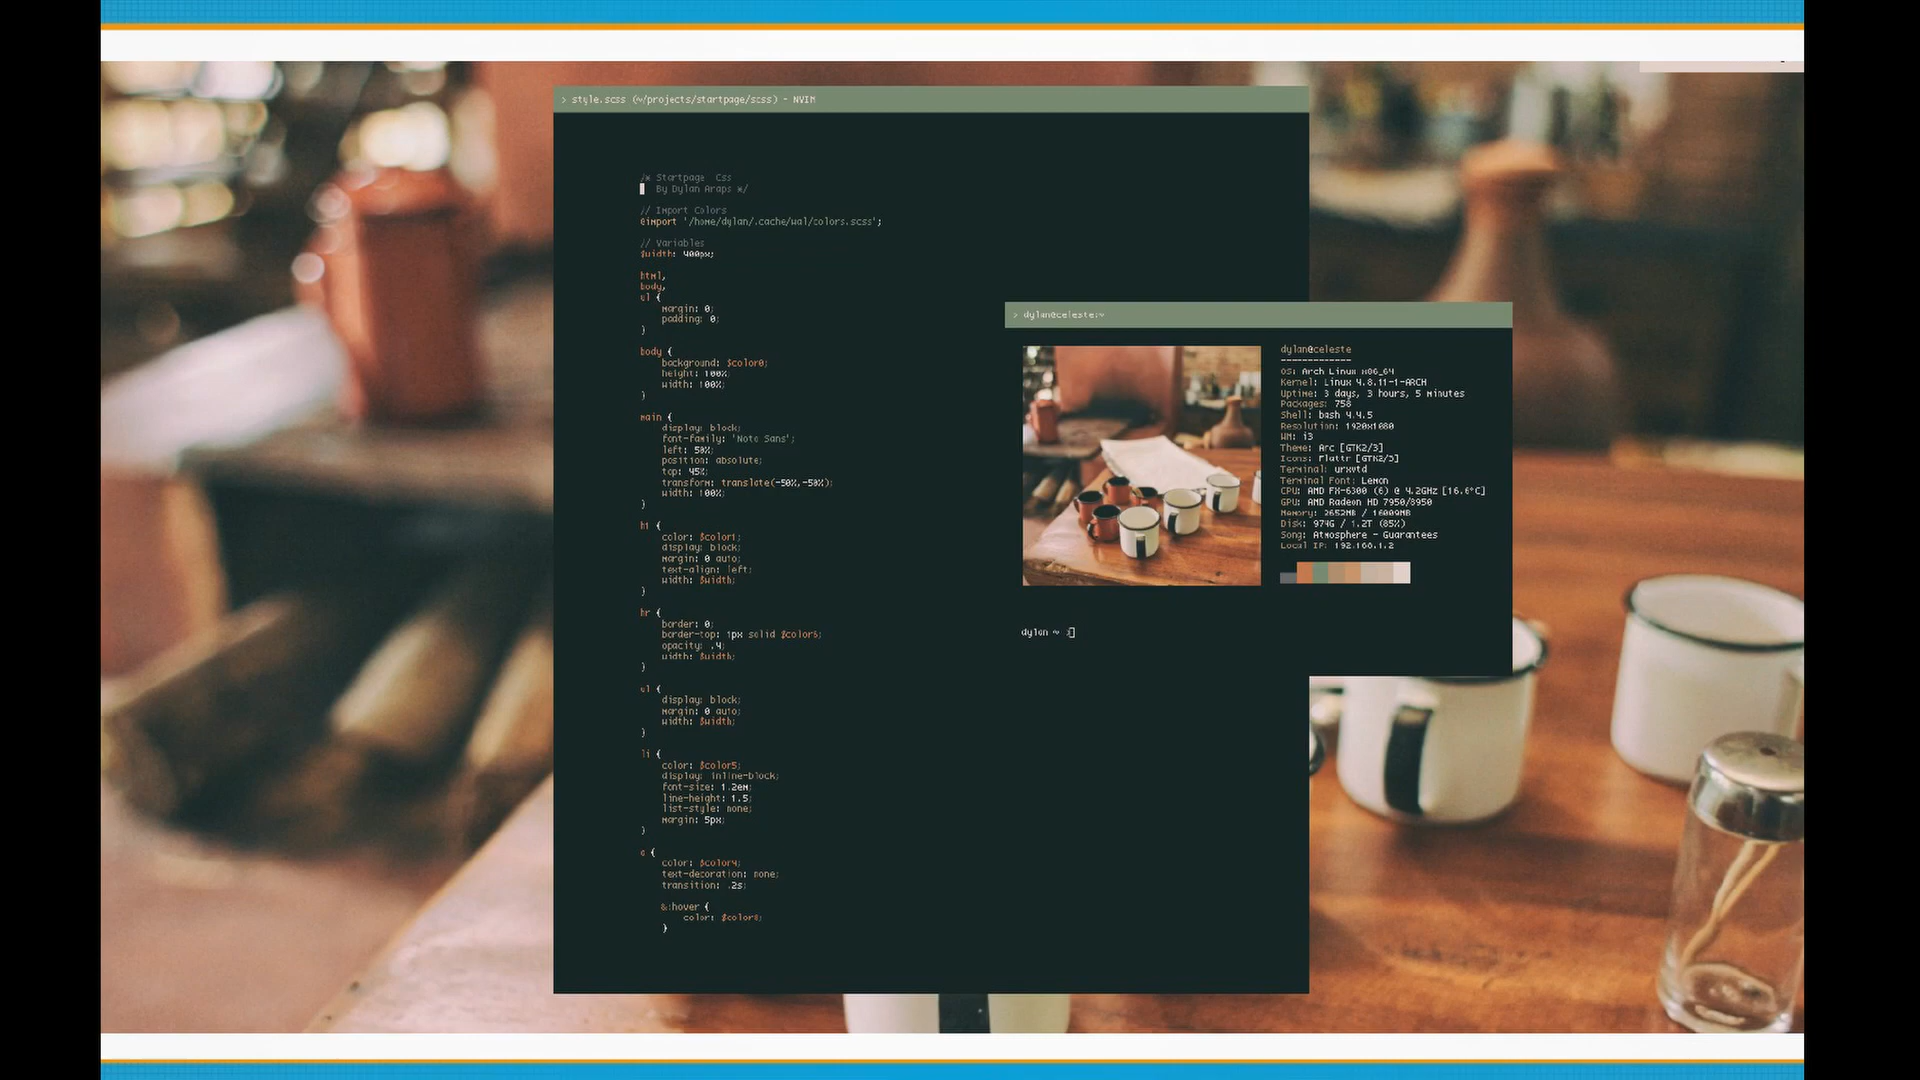 > style.scss (~/projects/startpage/scss) - NVIM
/* Startpage Css
By Dylan Araps */
// Import Colors
@import '/home/dylan/.cache/wal/colors.scss';
// Variables
$width: 400px;
html,
body,
ul {
margin: 0;
padding: 0;
}
body {
background: $color0;
height: 100%;
width: 100%;
}
main {
display: block;
font-family: 'Noto Sans';
left: 50%;
position: absolute;
top: 45%;
transform: translate(-50%,-50%);
width: 100%;
}
h1 {
color: $color1;
display: block;
margin: 0 auto;
text-align: left;
width: $width;
}
hr {
border: 0;
border-top: 1px solid $color6;
opacity: .4;
width: $width;
}
ul {
display: block;
margin: 0 auto;
width: $width;
}
li {
color: $color5;
display: inline-block;
font-size: 1.2em;
line-height: 1.5;
list-style: none;
margin: 5px;
}
a {
color: $color4;
text-decoration: none;
transition: .2s;
&:hover {
color: $color8;
}
> dylan@celeste:~
dylan@celeste
-------------
OS: Arch Linux x86_64
Kernel: Linux 4.8.11-1-ARCH
Uptime: 3 days, 3 hours, 5 minutes
Packages: 758
Shell: bash 4.4.5
Resolution: 1920x1080
WM: i3
Theme: Arc [GTK2/3]
Icons: Flattr [GTK2/3]
Terminal: urxvtd
Terminal Font: Lemon
CPU: AMD FX-6300 (6) @ 4.2GHz [16.6°C]
GPU: AMD Radeon HD 7950/8950
Memory: 2652MB / 16009MB
Disk: 974G / 1.2T (85%)
Song: Atmosphere - Guarantees
Local IP: 192.168.1.2
dylan ~